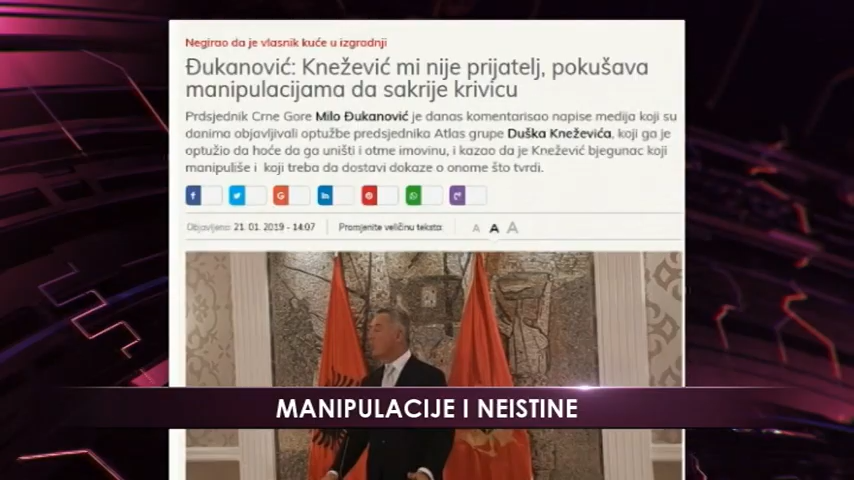 Negirao da je vlasnik kuće u izgradnji
Đukanović: Knežević mi nije prijatelj, pokušava
manipulacijama da sakrije krivicu
Prdsjednik Crne Gore Milo Đukanović je danas komentarisao napise medija koji su
danima objavljivali optužbe predsjednika Atlas grupe Duška Kneževića, koji ga je
optužio da hoće da ga uništi i otme imovinu, i kazao da je Knežević bjegunac koji
manipuliše i koji treba da dostavi dokaze o onome što tvrdi.
Objavljeno: 21. 01. 2019 - 14:07 Promjenite veličinu teksta: A A A
MANIPULACIJE I NEISTINE